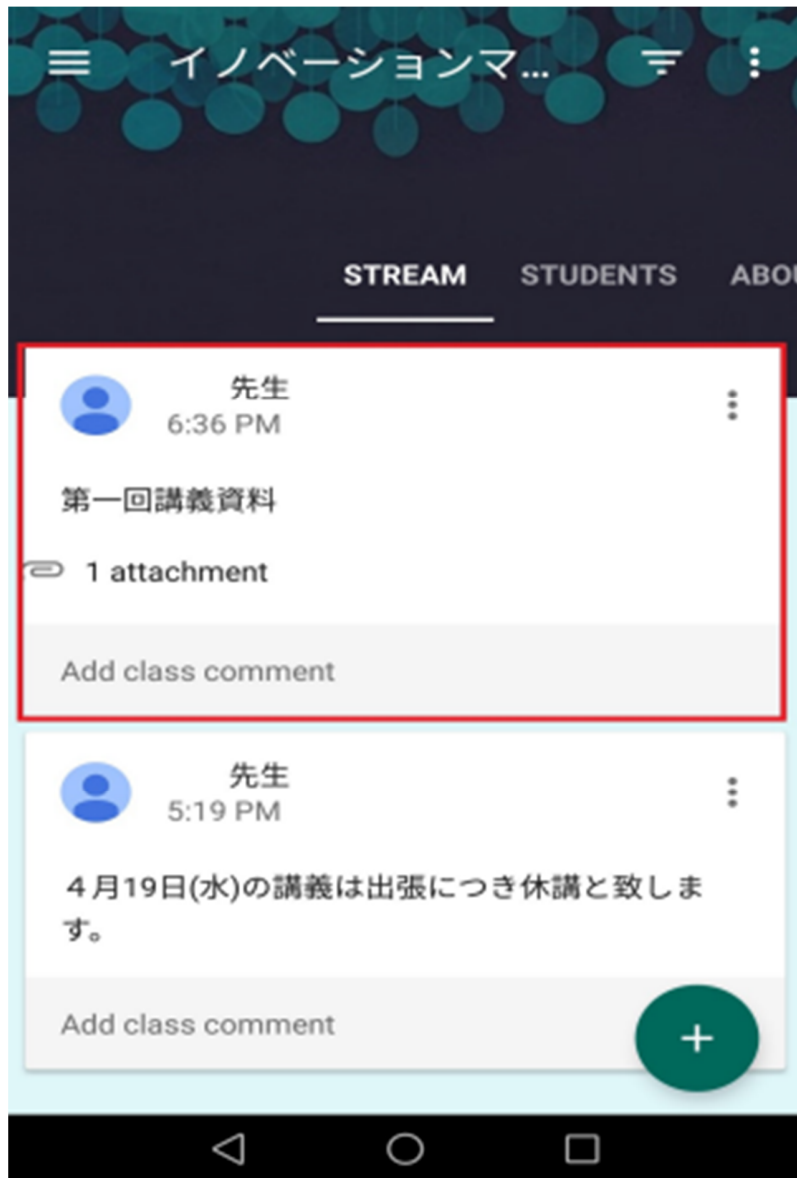 イノベーションマ...
STREAM STUDENTS ABOU
先生
6:36 PM
第一回講義資料
1 attachment
Add class comment
先生
5:19 PM
４月19日(水)の講義は出張につき休講と致しま
す。
Add class comment